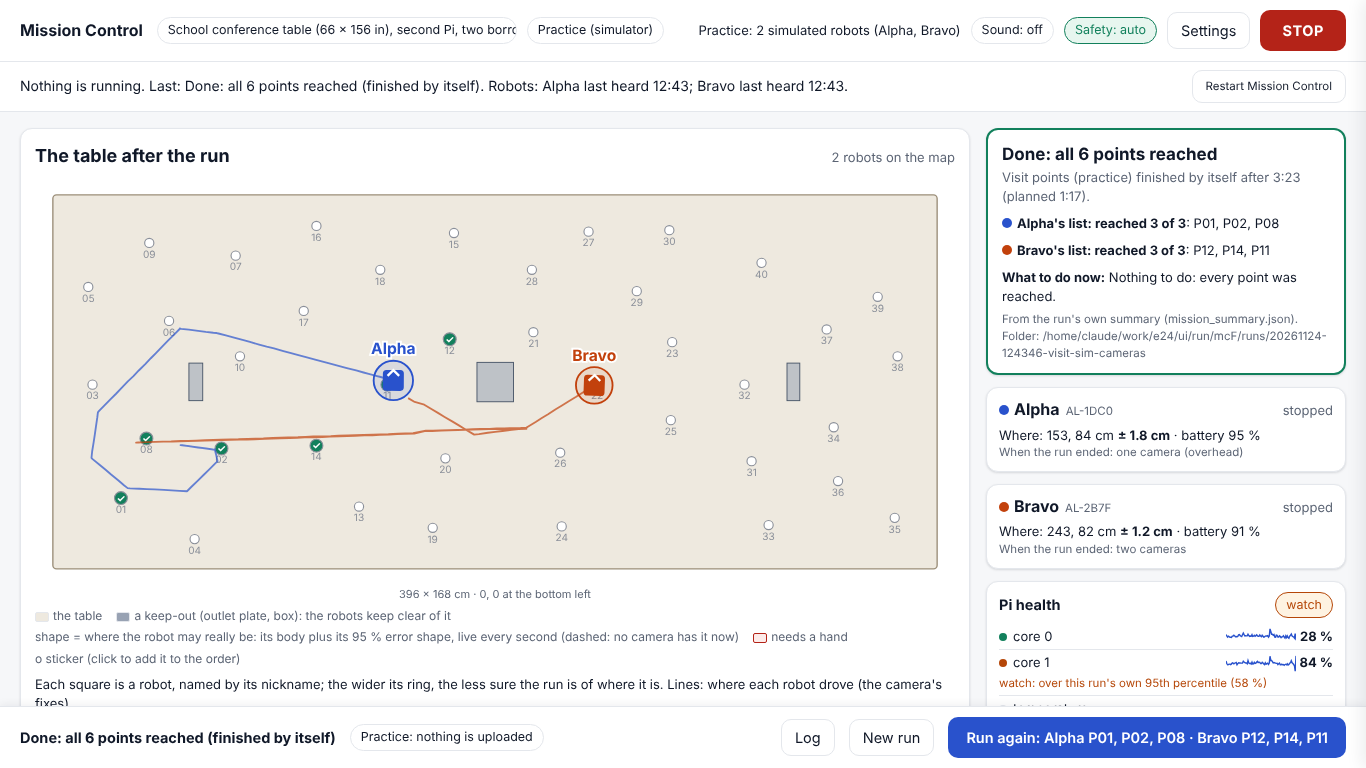 Mission Control
School conference table (66 × 156 in), second Pi, two
Practice (simulator)
Practice: 2 simulated robots (Alpha, Bravo)
Sound: off
Safety: auto
Settings
STOP
Nothing is running. Last: Done: all 6 points reached (finished by itself). Robots: Alpha last heard 12:43; Bravo last heard 12:43.
Restart Mission Control
The table after the run
2 robots on the map
16
15
27
30
09
07
18
28
40
05
29
39
17
06
37
21
12
23
10
38
Alpha
Bravo
11
22
03
32
25
34
08
02
14
20
26
31
36
01
13
19
24
33
35
04
396 × 168 cm · 0, 0 at the bottom left
the table
a keep-out (outlet plate, box): the robots keep clear of it
shape = where the robot may really be: its body plus its 95 % error shape, live every second (dashed: no camera has it now)
needs a hand
o sticker (click to add it to the order)
Each square is a robot, named by its nickname; the wider its ring, the less sure the run is of where it is. Lines: where each robot drove (the camera's
fixes)
Done: all 6 points reached
Visit points (practice) finished by itself after 3:23
(planned 1:17).
Alpha's list: reached 3 of 3: P01, P02, P08
Bravo's list: reached 3 of 3: P12, P14, P11
What to do now: Nothing to do: every point was
reached.
From the run's own summary (mission_summary.json).
Folder: /home/claude/work/e24/ui/run/mcF/runs/20261124-
124346-visit-sim-cameras
Alpha AL-1DC0
stopped
Where: 153, 84 cm ± 1.8 cm · battery 95 %
When the run ended: one camera (overhead)
Bravo AL-2B7F
stopped
Where: 243, 82 cm ± 1.2 cm · battery 91 %
When the run ended: two cameras
Pi health
watch
core 0
28 %
core 1
84 %
watch: over this run's own 95th percentile (58 %)
Done: all 6 points reached (finished by itself)
Practice: nothing is uploaded
Log
New run
Run again: Alpha P01, P02, P08 · Bravo P12, P14, P11